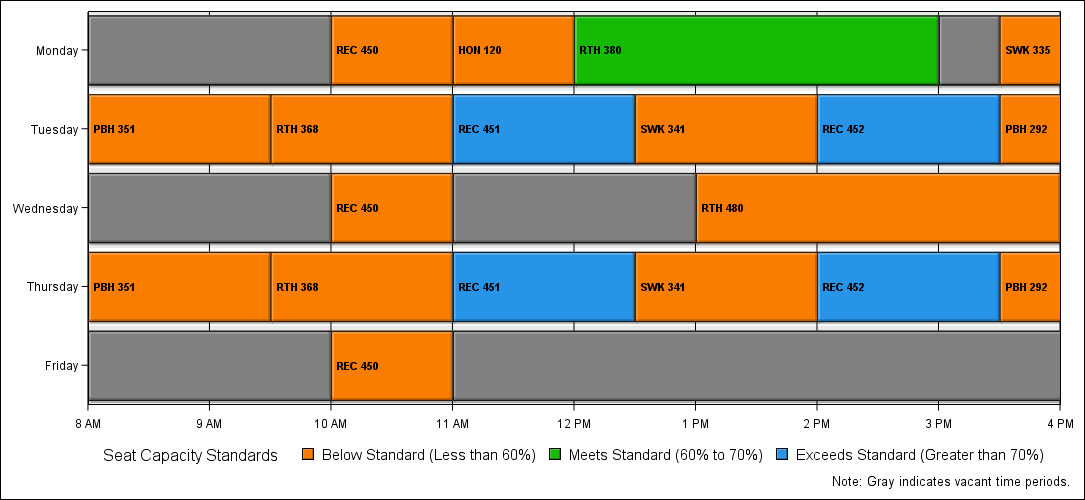 Monday
REC 450
HON 120
RTH 380
SWK 335
Tuesday
PBH 351
RTH 368
REC 451
SWK 341
REC 452
PBH 292
Wednesday
REC 450
RTH 480
Thursday
PBH 351
RTH 368
REC 451
SWK 341
REC 452
PBH 292
Friday
REC 450
8 AM
9 AM
10 AM
11 AM
12 PM
1 PM
2 PM
3 PM
4 PM
Seat Capacity Standards
Below Standard (Less than 60%)
Meets Standard (60% to 70%)
Exceeds Standard (Greater than 70%)
Note: Gray indicates vacant time periods.